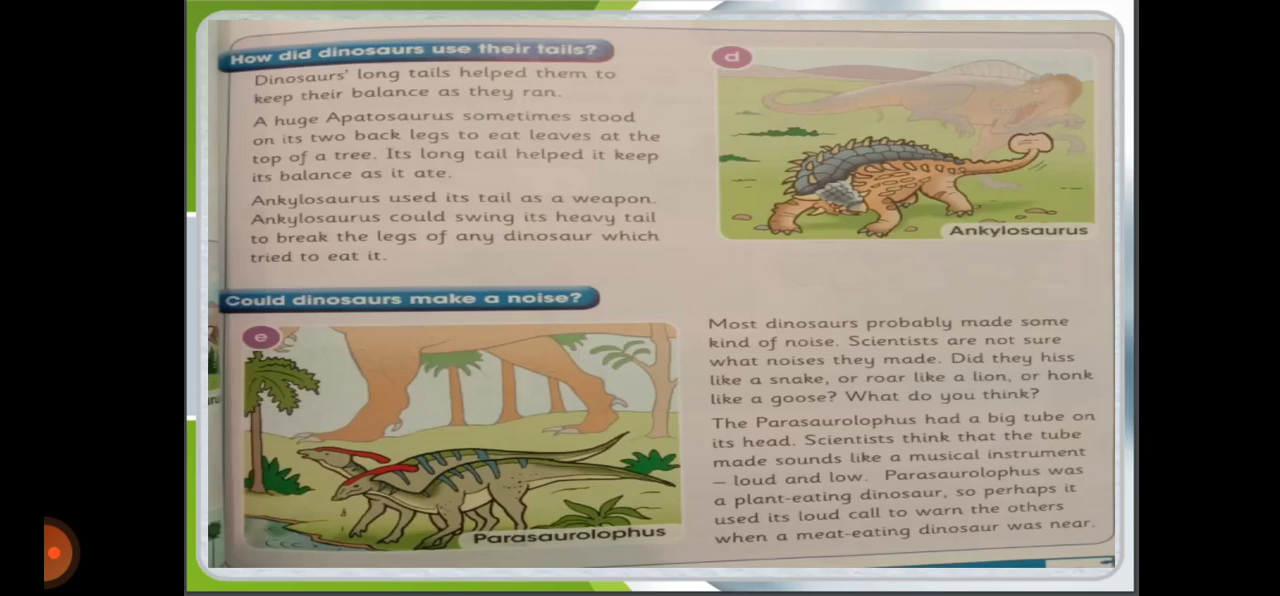 How did dinosaurs use their tails?
Dinosaurs' long tails helped them to
keep their balance as they ran.
A huge Apatosaurus sometimes stood
on its two back legs to eat leaves at the
top of a tree. Its long tail helped it keep
its balance as it ate.
Ankylosaurus used its tail as a weapon.
Ankylosaurus could swing its heavy tail
to break the legs of any dinosaur which
tried to eat it.
d
Ankylosaurus
Could dinosaurs make a noise?
e
Parasaurolophus
Most dinosaurs probably made some
kind of noise. Scientists are not sure
what noises they made. Did they hiss
like a snake, or roar like a lion, or honk
like a goose? What do you think?
The Parasaurolophus had a big tube on
its head. Scientists think that the tube
made sounds like a musical instrument
– loud and low. Parasaurolophus was
a plant-eating dinosaur, so perhaps it
used its loud call to warn the others
when a meat-eating dinosaur was near.